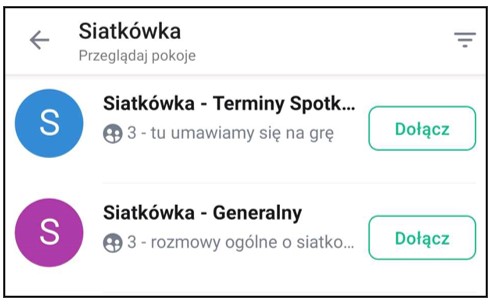 Siatkówka
Przeglądaj pokoje
S
Siatkówka - Terminy Spotk...
3 - tu umawiamy się na grę
Dołącz
S
Siatkówka - Generalny
3 - rozmowy ogólne o siatko...
Dołącz